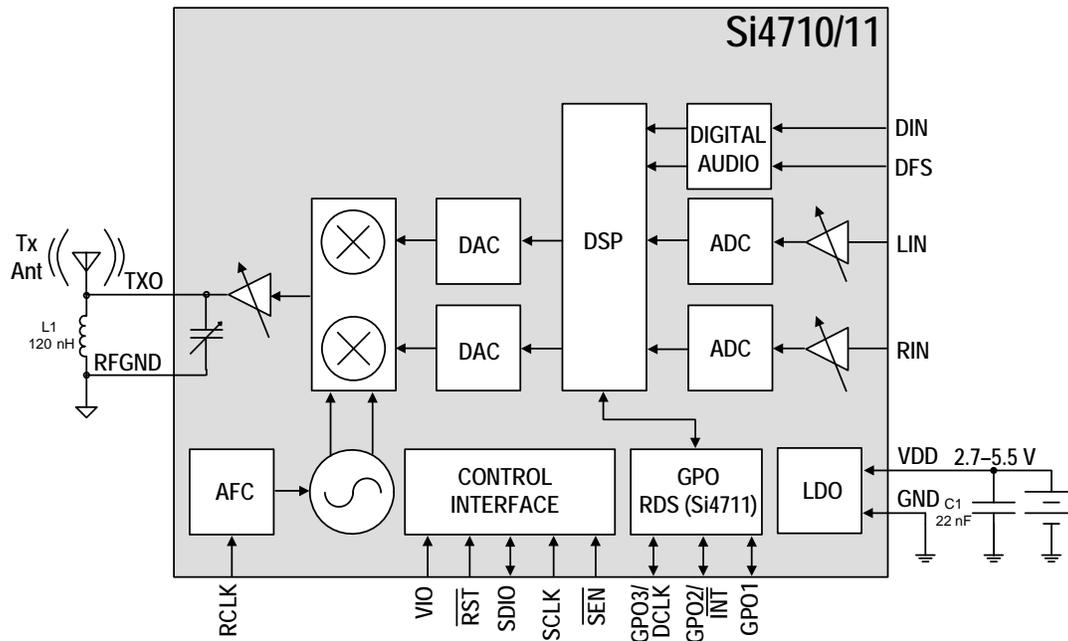 Si4710/11
DIN
DIGITAL
AUDIO
DFS
Tx
Ant
TXO
L1
120 nH
RFGND
DAC
DSP
ADC
LIN
DAC
ADC
RIN
AFC
CONTROL
INTERFACE
GPO
RDS (Si4711)
LDO
VDD
2.7–5.5 V
GND
C1
22 nF
RCLK
VIO
RST
SDIO
SCLK
SEN
GPO3/
DCLK
GPO2/
INT
GPO1